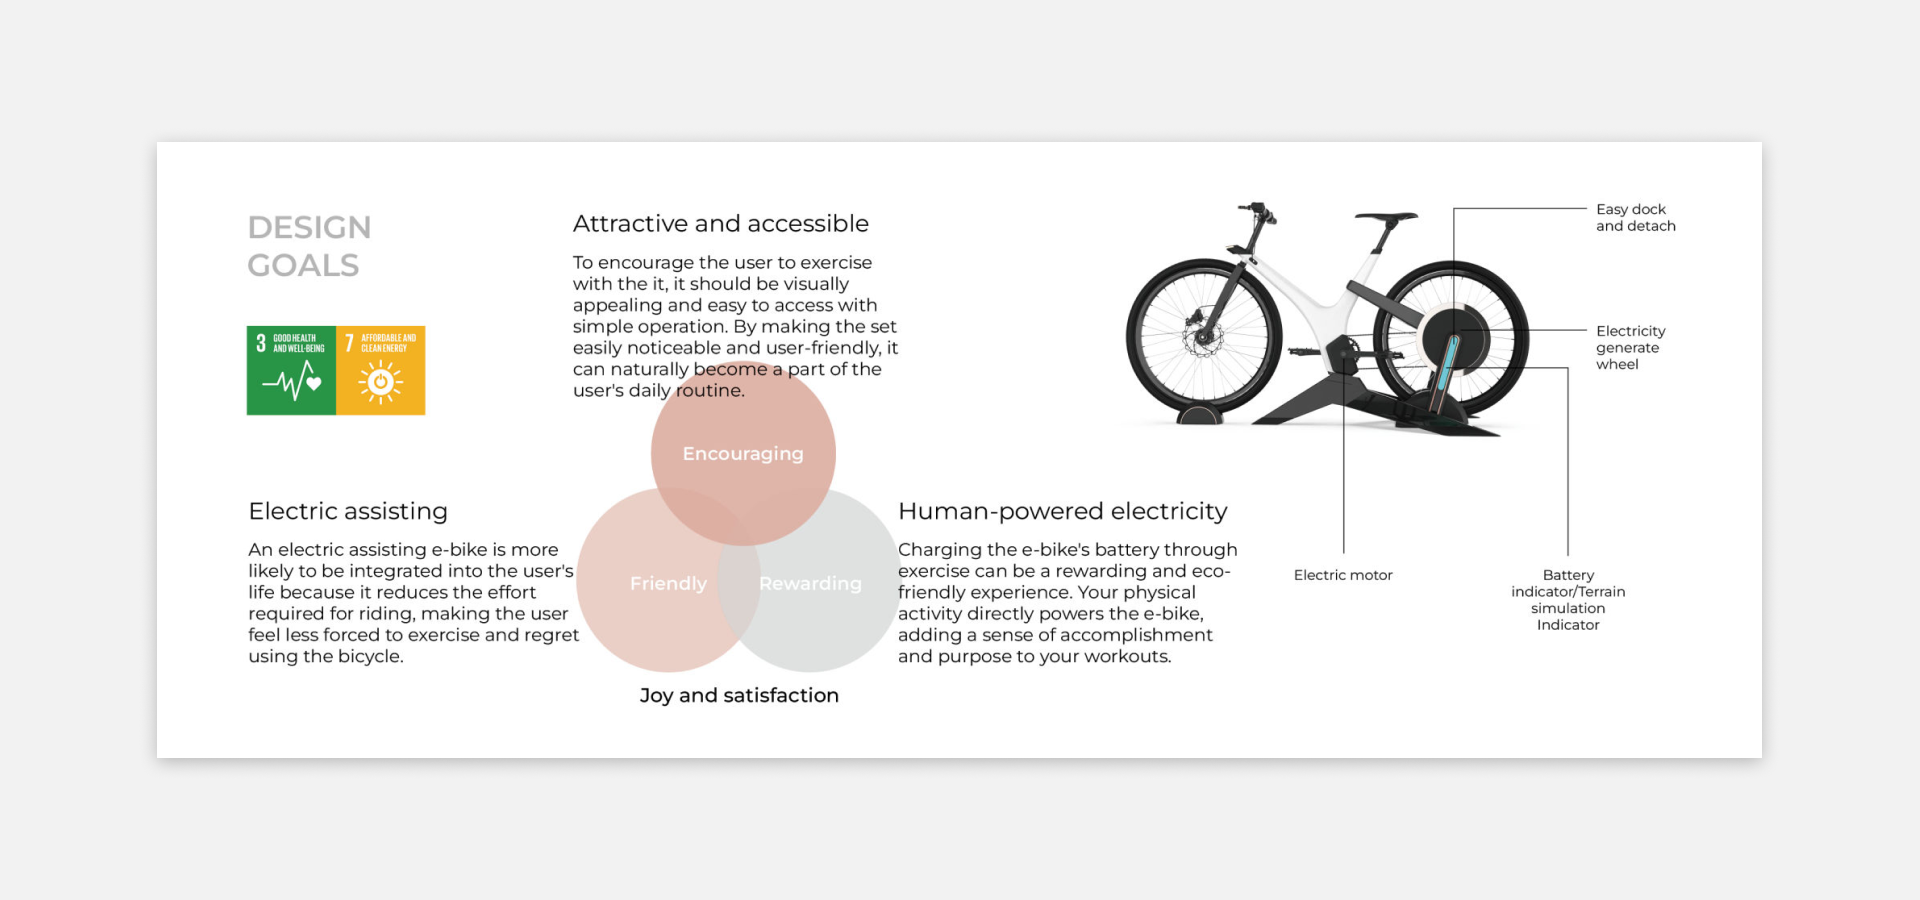 DESIGN
GOALS
3 GOOD HEALTH
AND WELL-BEING
7 AFFORDABLE AND
CLEAN ENERGY
Attractive and accessible
To encourage the user to exercise
with the it, it should be visually
appealing and easy to access with
simple operation. By making the set
easily noticeable and user-friendly, it
can naturally become a part of the
user's daily routine.
Encouraging
Friendly
Rewarding
Joy and satisfaction
Electric assisting
An electric assisting e-bike is more
likely to be integrated into the user's
life because it reduces the effort
required for riding, making the user
feel less forced to exercise and regret
using the bicycle.
Human-powered electricity
Charging the e-bike's battery through
exercise can be a rewarding and eco-
friendly experience. Your physical
activity directly powers the e-bike,
adding a sense of accomplishment
and purpose to your workouts.
Easy dock
and detach
Electricity
generate
wheel
Electric motor
Battery
indicator/Terrain
simulation
Indicator